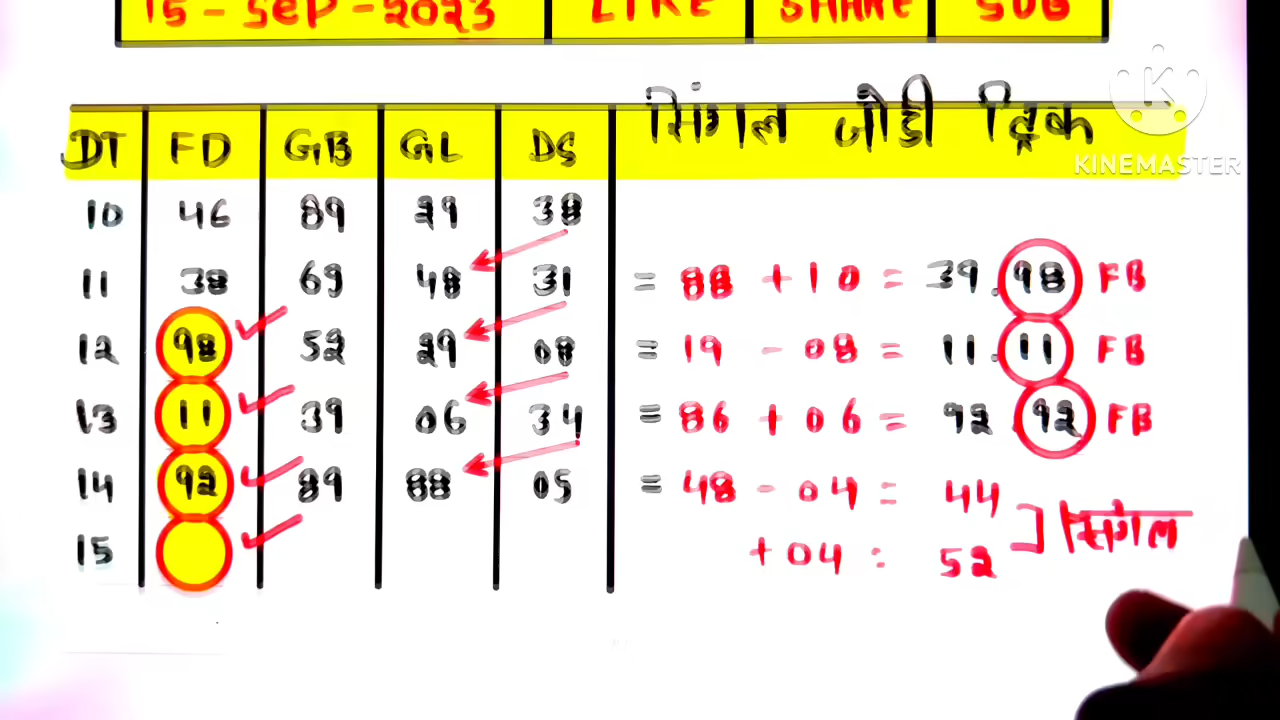 15-Sep-2023 LIKE SHARE SUB
सिंगल जोडी ट्रिक
KINEMASTER
DT FD GB GL DS
10 46 89 29 38
11 38 69 48 31 = 88 + 10 = 39.98 FB
12 98 52 29 08 = 19 - 08 = 11.11 FB
13 11 39 06 34 = 86 + 06 = 92 92 FB
14 92 89 88 05 = 48 - 04 = 44
15 + 04 = 52 ] सिंगल